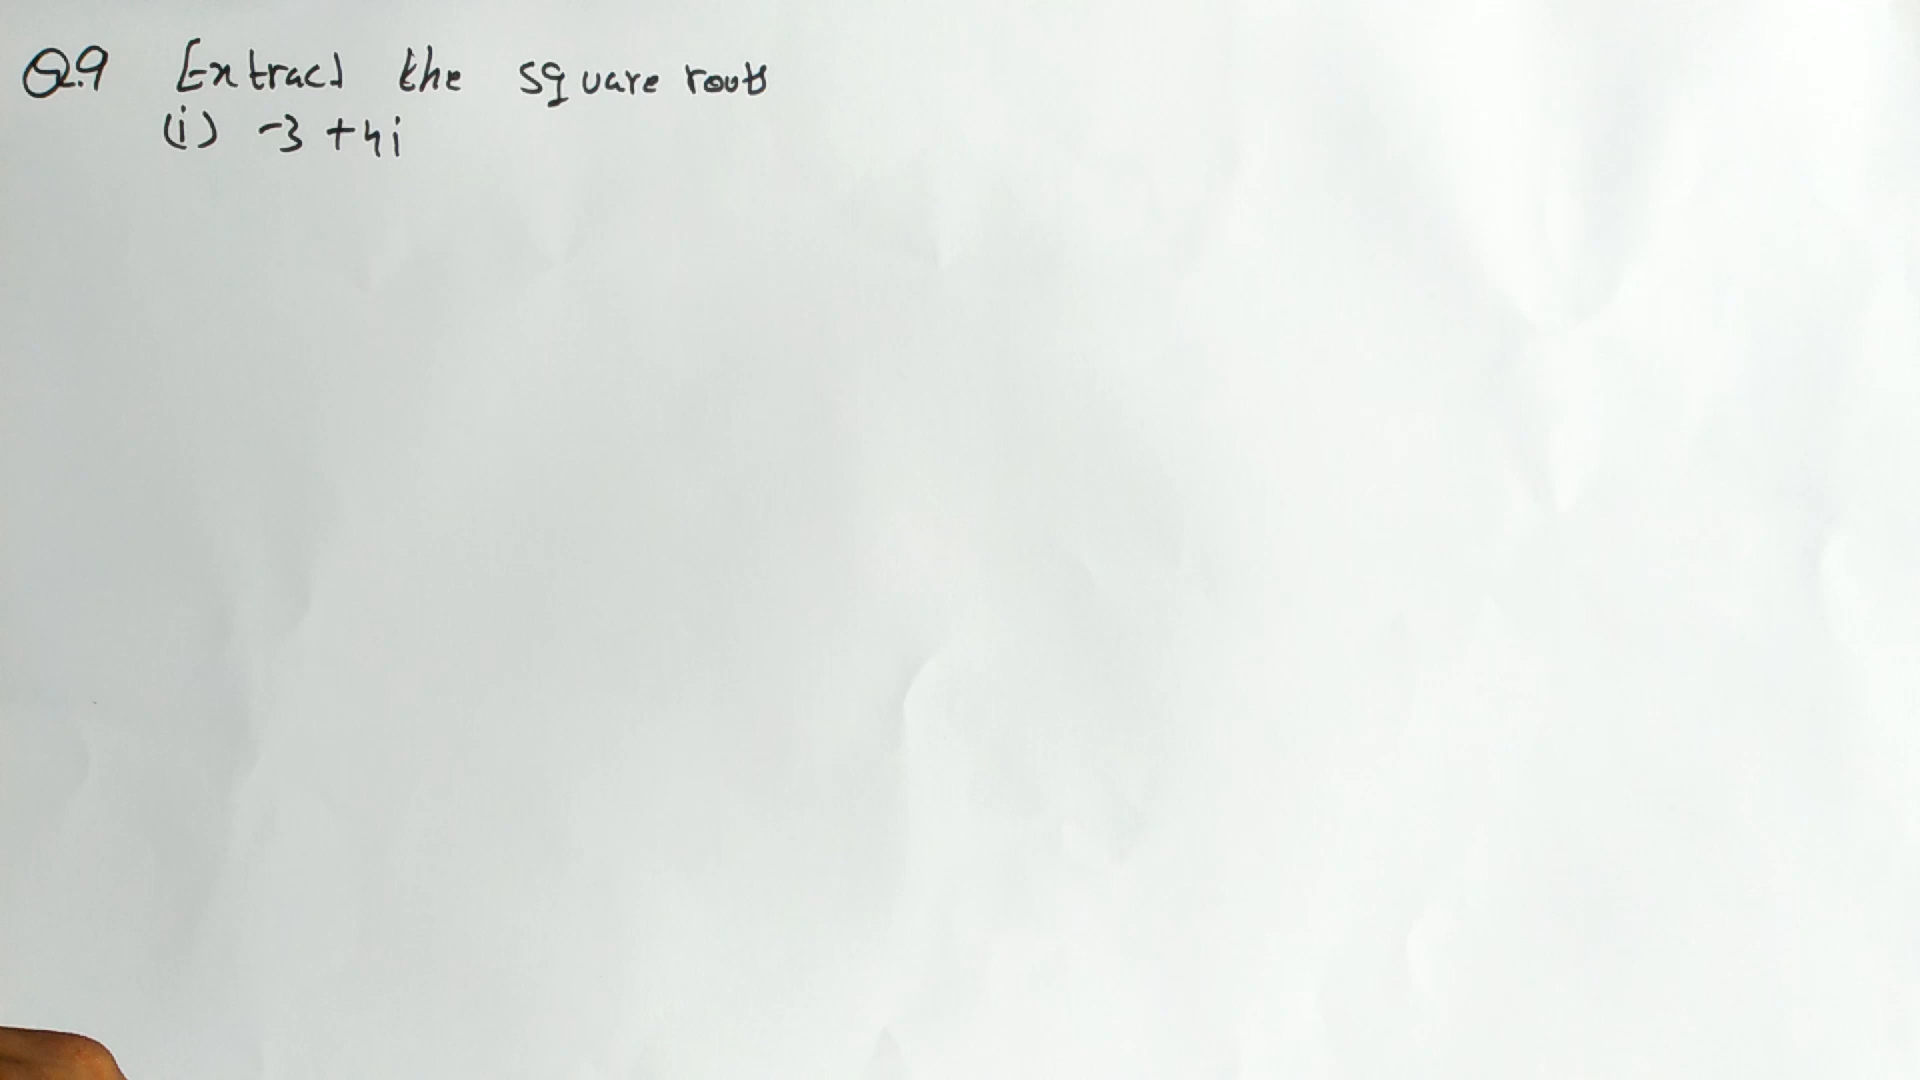 Q.9 Extract the square roots
(i) -3 +4i